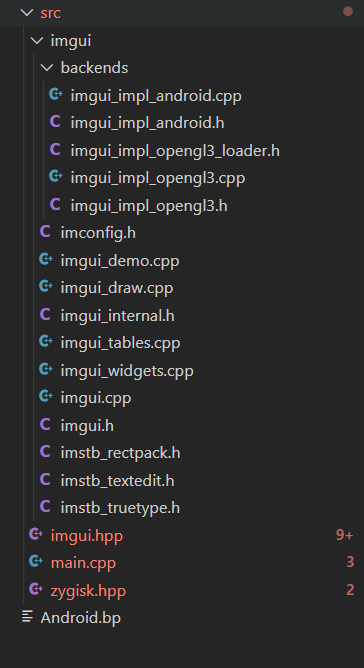 src
imgui
backends
imgui_impl_android.cpp
imgui_impl_android.h
imgui_impl_opengl3_loader.h
imgui_impl_opengl3.cpp
imgui_impl_opengl3.h
imconfig.h
imgui_demo.cpp
imgui_draw.cpp
imgui_internal.h
imgui_tables.cpp
imgui_widgets.cpp
imgui.cpp
imgui.h
imstb_rectpack.h
imstb_textedit.h
imstb_truetype.h
imgui.hpp 9+
main.cpp 3
zygisk.hpp 2
Android.bp